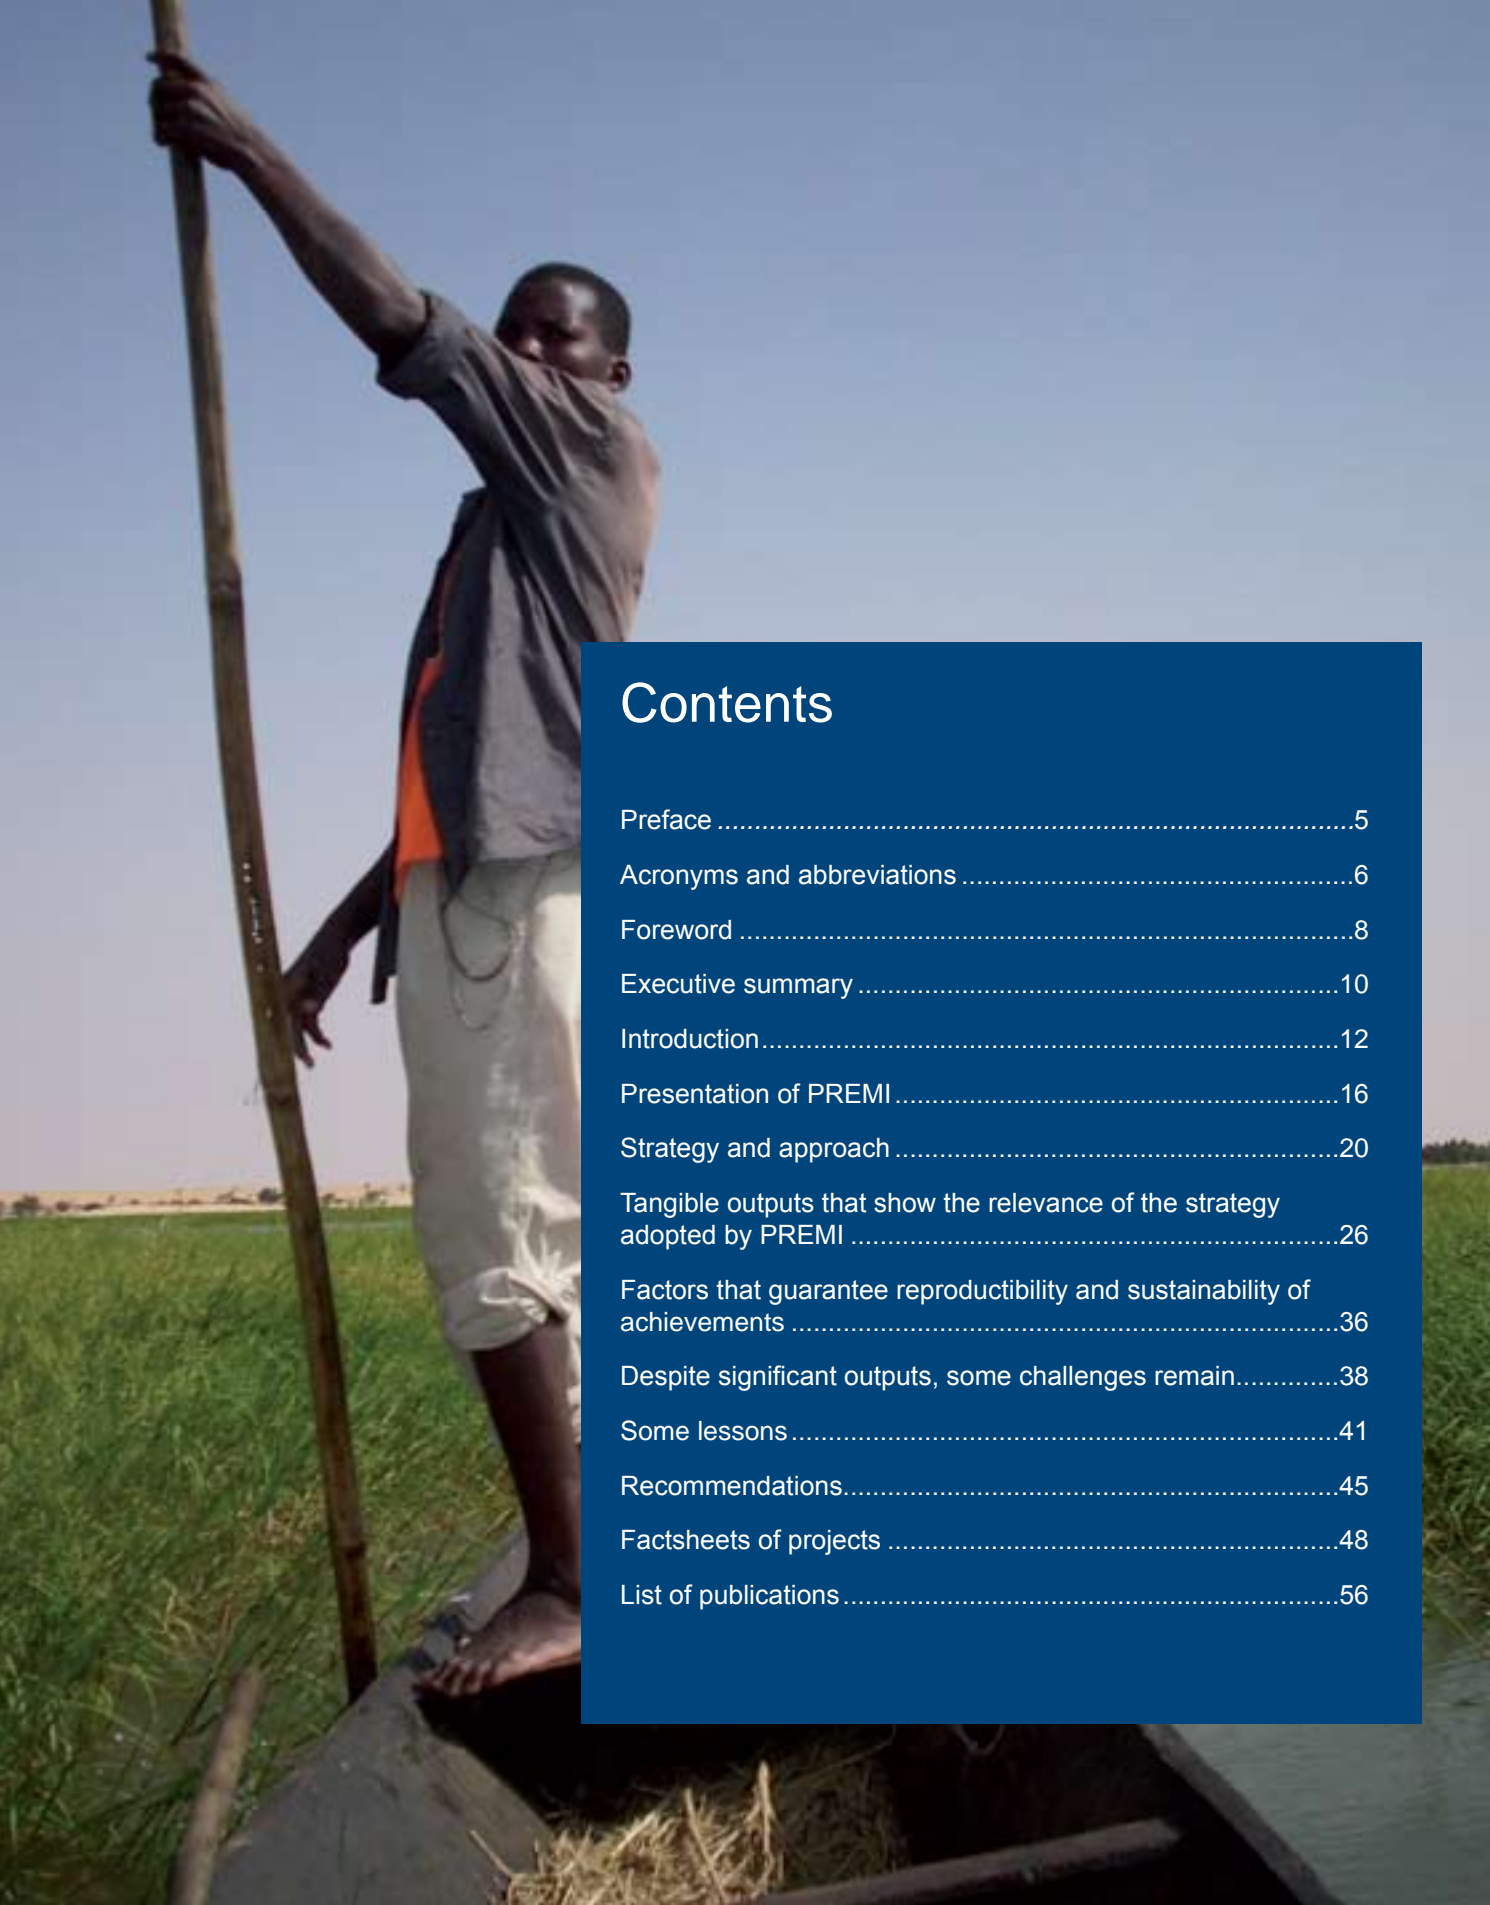 Contents
Preface .......................................................................................5
Acronyms and abbreviations .....................................................6
Foreword ...................................................................................8
Executive summary .................................................................10
Introduction..............................................................................12
Presentation of PREMI ............................................................16
Strategy and approach ............................................................20
Tangible outputs that show the relevance of the strategy
adopted by PREMI ..................................................................26
Factors that guarantee reproductibility and sustainability of
achievements ..........................................................................36
Despite significant outputs, some challenges remain..............38
Some lessons ..........................................................................41
Recommendations...................................................................45
Factsheets of projects .............................................................48
List of publications ...................................................................56